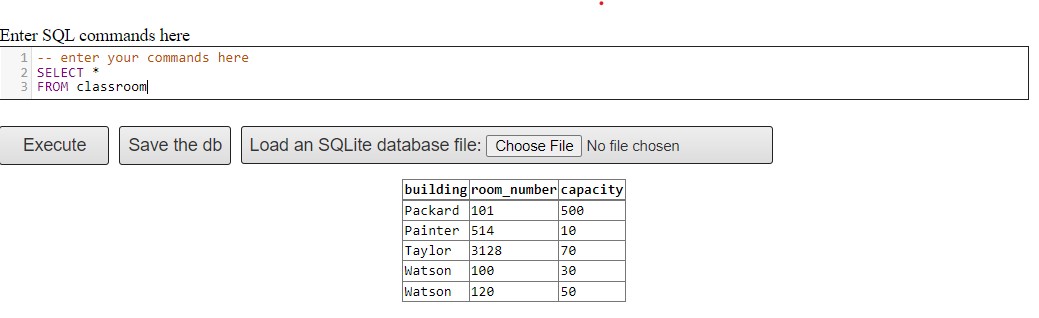 Enter SQL commands here
1 -- enter your commands here
2 SELECT *
3 FROM classroom
Execute Save the db Load an SQLite database file: Choose File No file chosen
building room_number capacity
Packard 101 500
Painter 514 10
Taylor 3128 70
Watson 100 30
Watson 120 50